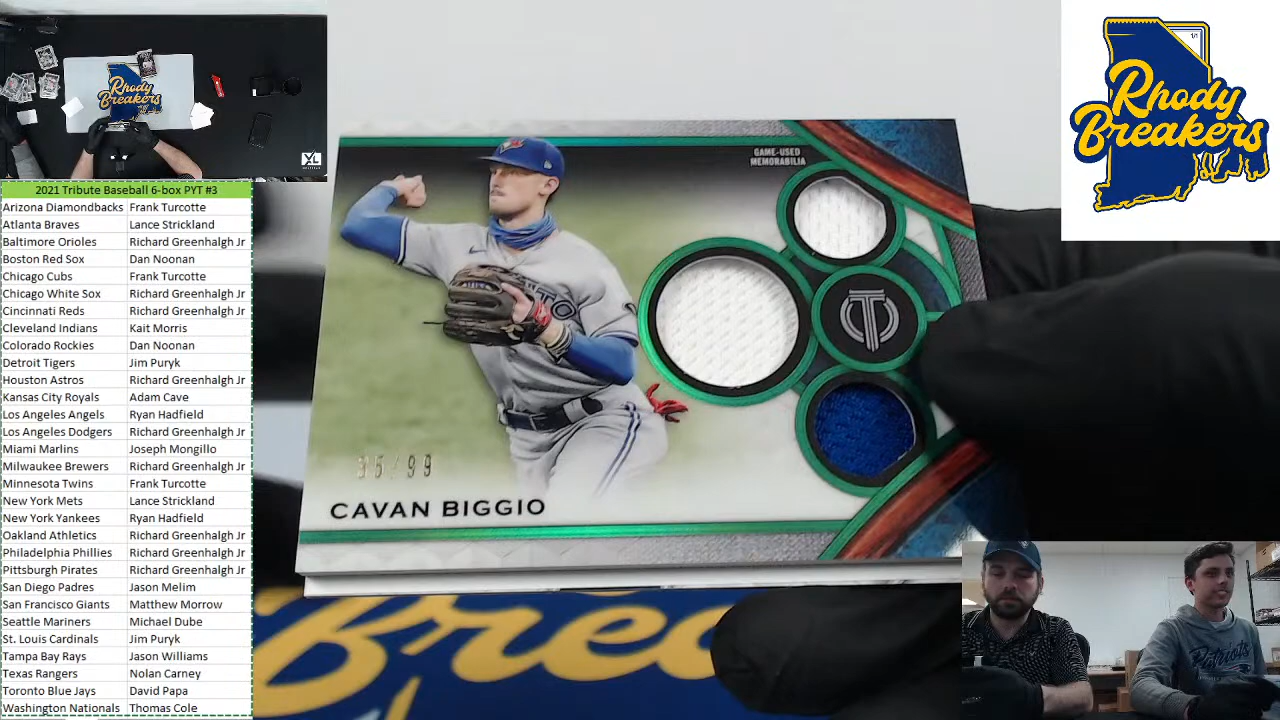 2021 Tribute Baseball 6-box PYT #3
Arizona Diamondbacks Frank Turcotte
Atlanta Braves Lance Strickland
Baltimore Orioles Richard Greenhalgh Jr
Boston Red Sox Dan Noonan
Chicago Cubs Frank Turcotte
Chicago White Sox Richard Greenhalgh Jr
Cincinnati Reds Richard Greenhalgh Jr
Cleveland Indians Kait Morris
Colorado Rockies Dan Noonan
Detroit Tigers Jim Puryk
Houston Astros Richard Greenhalgh Jr
Kansas City Royals Adam Cave
Los Angeles Angels Ryan Hadfield
Los Angeles Dodgers Richard Greenhalgh Jr
Miami Marlins Joseph Mongillo
Milwaukee Brewers Richard Greenhalgh Jr
Minnesota Twins Frank Turcotte
New York Mets Lance Strickland
New York Yankees Ryan Hadfield
Oakland Athletics Richard Greenhalgh Jr
Philadelphia Phillies Richard Greenhalgh Jr
Pittsburgh Pirates Richard Greenhalgh Jr
San Diego Padres Jason Melim
San Francisco Giants Matthew Morrow
Seattle Mariners Michael Dube
St. Louis Cardinals Jim Puryk
Tampa Bay Rays Jason Williams
Texas Rangers Nolan Carney
Toronto Blue Jays David Papa
Washington Nationals Thomas Cole
Rhody
Breakers
XL
GAME-USED
MEMORABILIA
95/99
CAVAN BIGGIO
Brea
Rhody
Breakers
1/1
Patriots